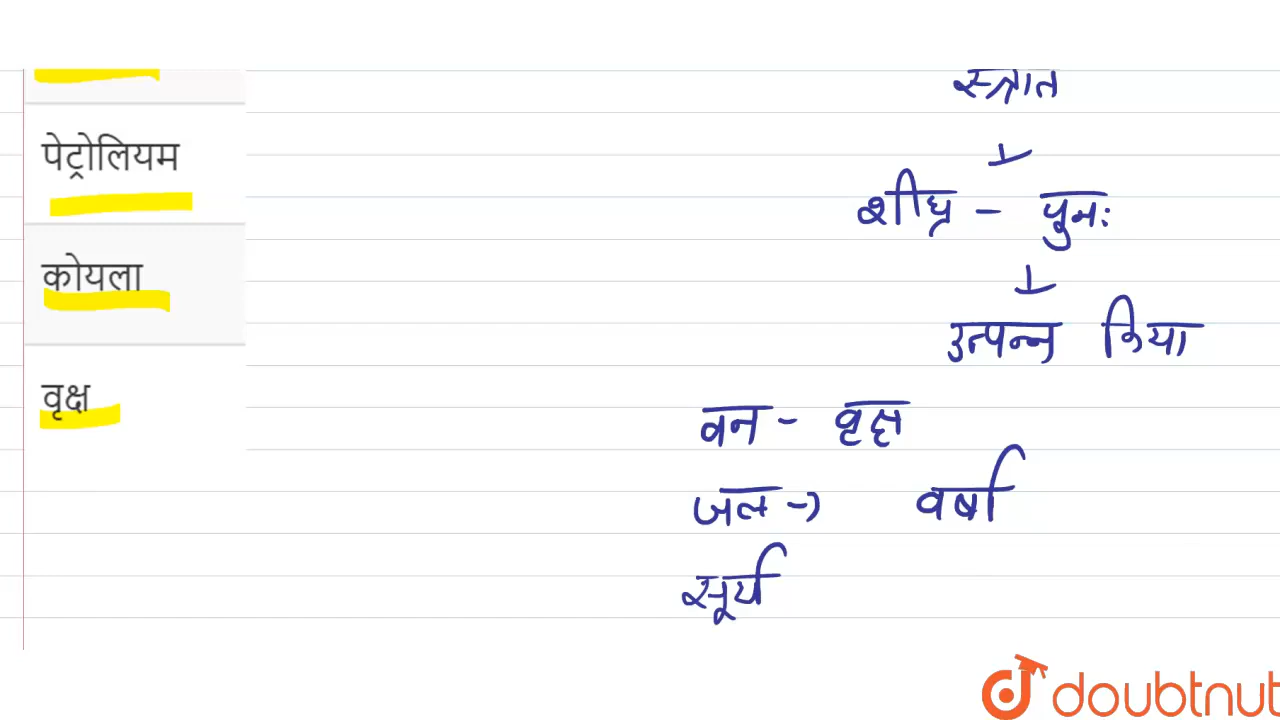 स्त्रोत
पेट्रोलियम
शीघ्र - पुनः
कोयला
उत्पन्न किया
वृक्ष
वन - वृक्ष
जल → वर्षा
सूर्य
doubtnut